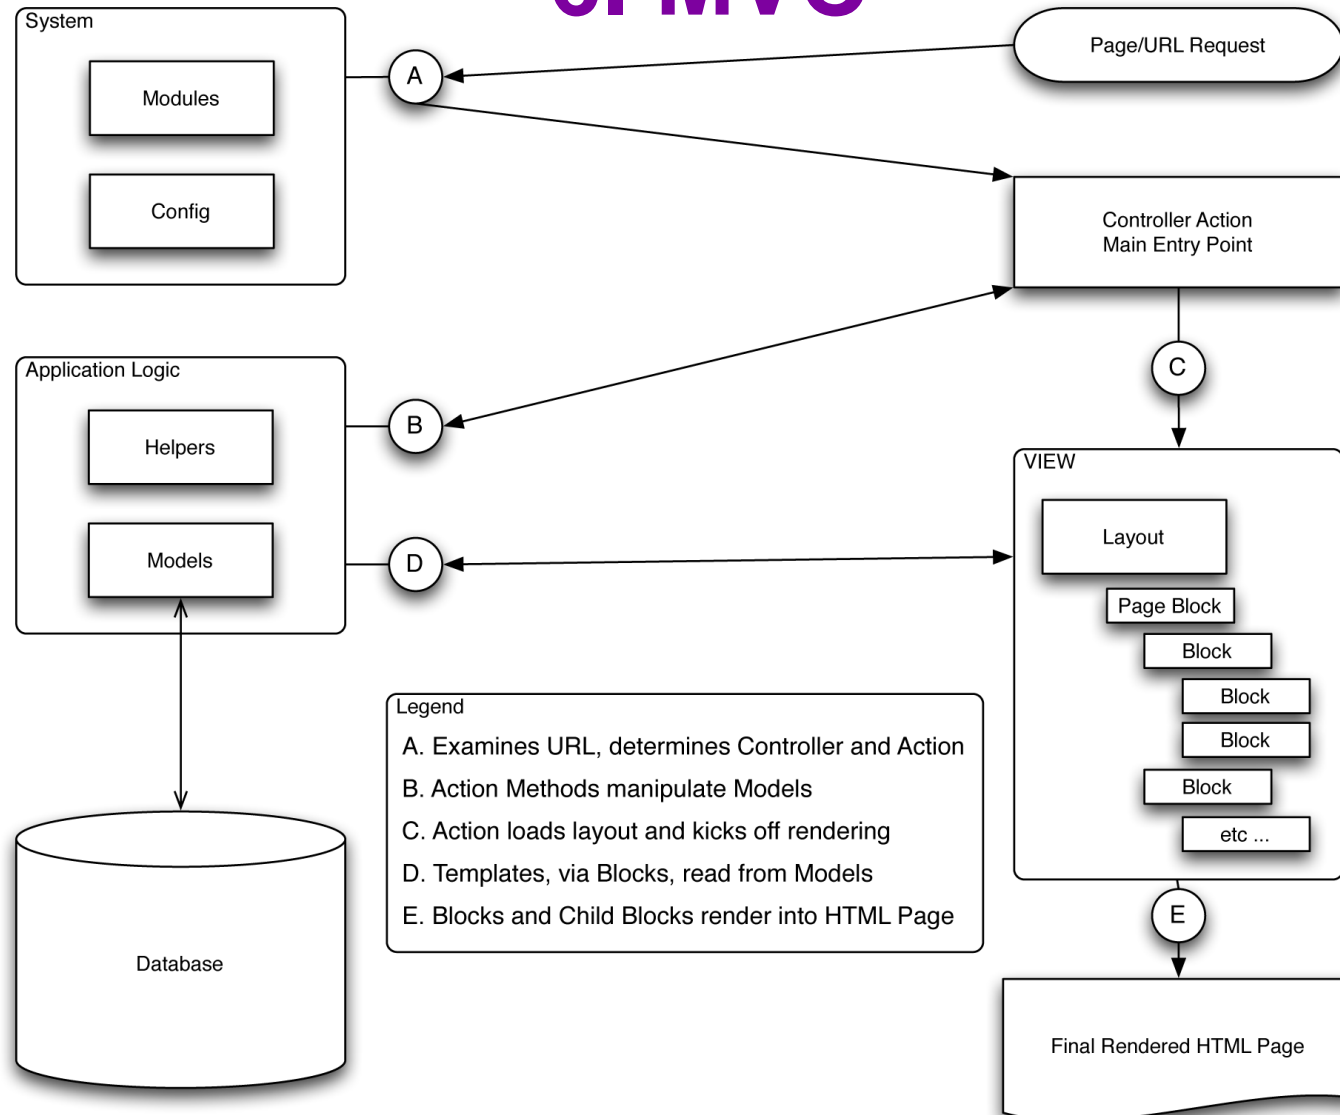 System
Modules
Config
A
Page/URL Request
Controller Action
Main Entry Point
Application Logic
Helpers
Models
B
C
D
VIEW
Layout
Page Block
Block
Block
Block
Block
etc ...
Legend
A. Examines URL, determines Controller and Action
B. Action Methods manipulate Models
C. Action loads layout and kicks off rendering
D. Templates, via Blocks, read from Models
E. Blocks and Child Blocks render into HTML Page
E
Database
Final Rendered HTML Page